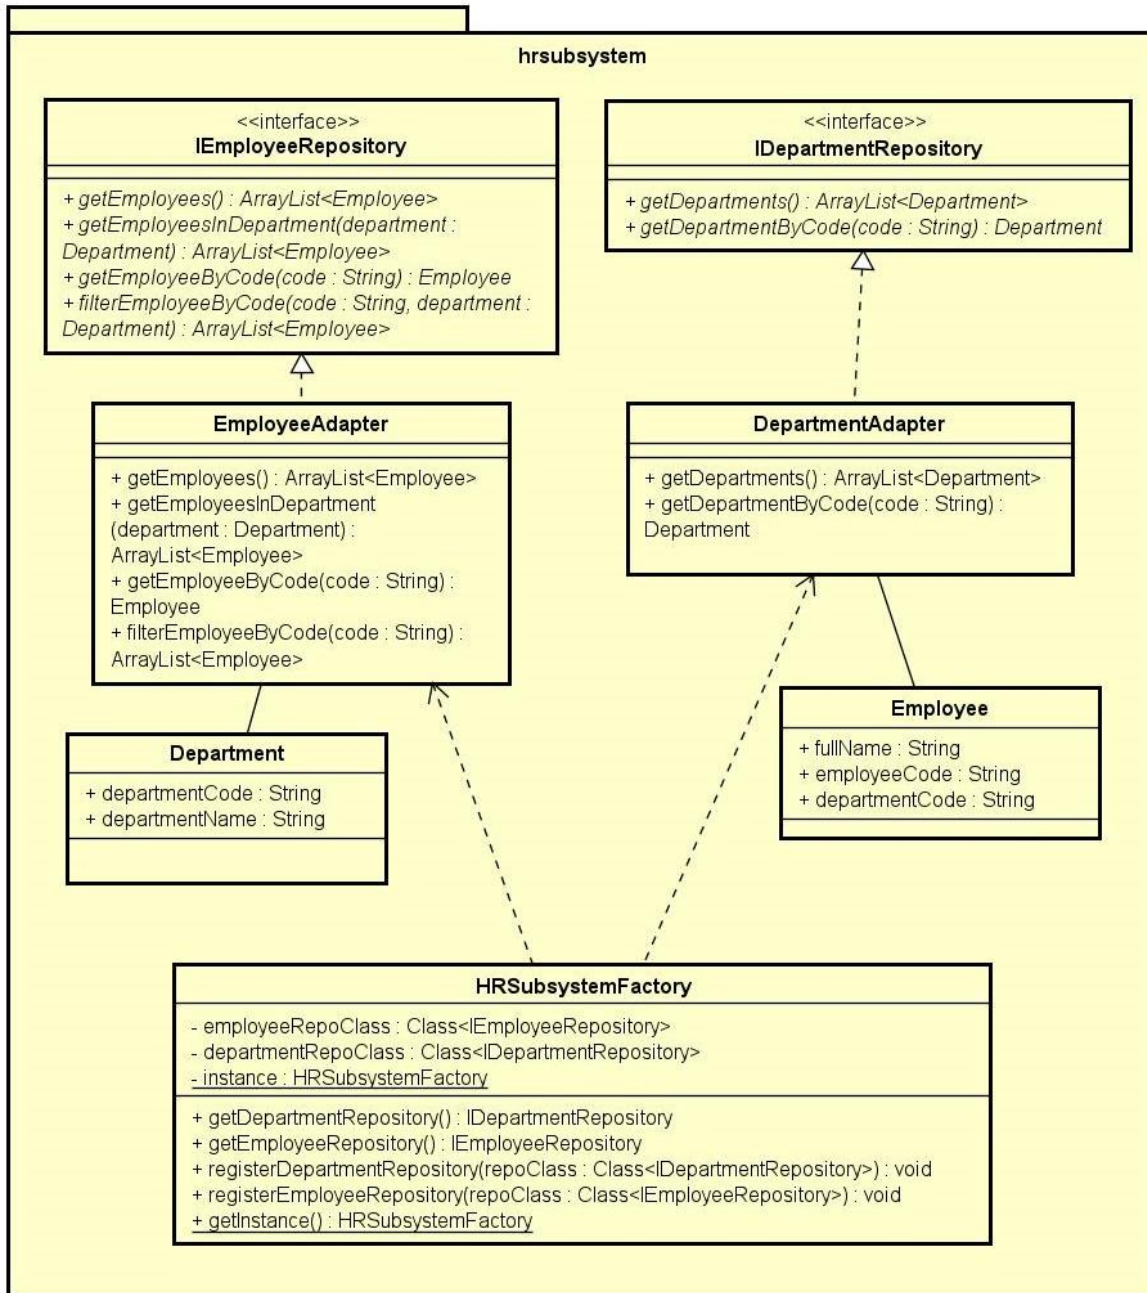 hrsubsystem
<<interface>>
IEmployeeRepository
+ getEmployees() : ArrayList<Employee>
+ getEmployeesInDepartment(department :
Department) : ArrayList<Employee>
+ getEmployeeByCode(code : String) : Employee
+ filterEmployeeByCode(code : String, department :
Department) : ArrayList<Employee>
<<interface>>
IDepartmentRepository
+ getDepartments() : ArrayList<Department>
+ getDepartmentByCode(code : String) : Department
EmployeeAdapter
+ getEmployees() : ArrayList<Employee>
+ getEmployeesInDepartment
(department : Department) :
ArrayList<Employee>
+ getEmployeeByCode(code : String) :
Employee
+ filterEmployeeByCode(code : String) :
ArrayList<Employee>
DepartmentAdapter
+ getDepartments() : ArrayList<Department>
+ getDepartmentByCode(code : String) :
Department
Department
+ departmentCode : String
+ departmentName : String
Employee
+ fullName : String
+ employeeCode : String
+ departmentCode : String
HRSubsystemFactory
- employeeRepoClass : Class<IEmployeeRepository>
- departmentRepoClass : Class<IDepartmentRepository>
- instance : HRSubsystemFactory
+ getDepartmentRepository() : IDepartmentRepository
+ getEmployeeRepository() : IEmployeeRepository
+ registerDepartmentRepository(repoClass : Class<IDepartmentRepository>) : void
+ registerEmployeeRepository(repoClass : Class<IEmployeeRepository>) : void
+ getInstance() : HRSubsystemFactory